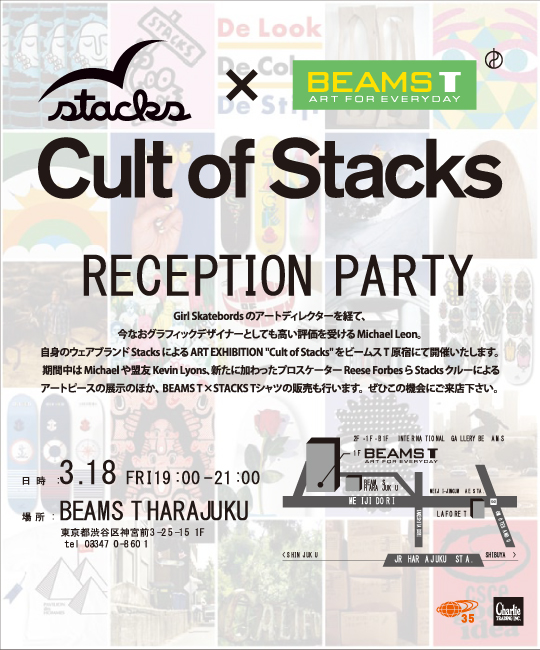 De Look
stacks × BEAMS T
ART FOR EVERYDAY
Cult of Stacks
RECEPTION PARTY
Girl Skatebords のアートディレクターを経て、
今なおグラフィックデザイナーとしても高い評価を受ける Michael Leon。
自身のウェアブランド Stacks による ART EXHIBITION "Cult of Stacks" をビームス T 原宿にて開催いたします。
期間中は Michael や盟友 Kevin Lyons、新たに加わったプロスケーター Reese Forbes ら Stacks クルーによる
アートピースの展示のほか、BEAMS T × STACKS Tシャツの販売も行います。ぜひこの機会にご来店下さい。
日時 : 3.18 FRI 19:00-21:00
場所 : BEAMS T HARAJUKU
東京都渋谷区神宮前3-25-15 1F
tel 03 3470-8601
2F -1F -B1F INTERNATIONAL GALLERY BEAMS
1F BEAMS T
ART FOR EVERYDAY
BEAMS HARAJUKU
MEIJI DORI
MEIJI-JINGUMAE STA
LAFORET
<SHINJUKU
JR HARAJUKU STA.
SHIBUYA >
35
Charlie
TRADING INC.